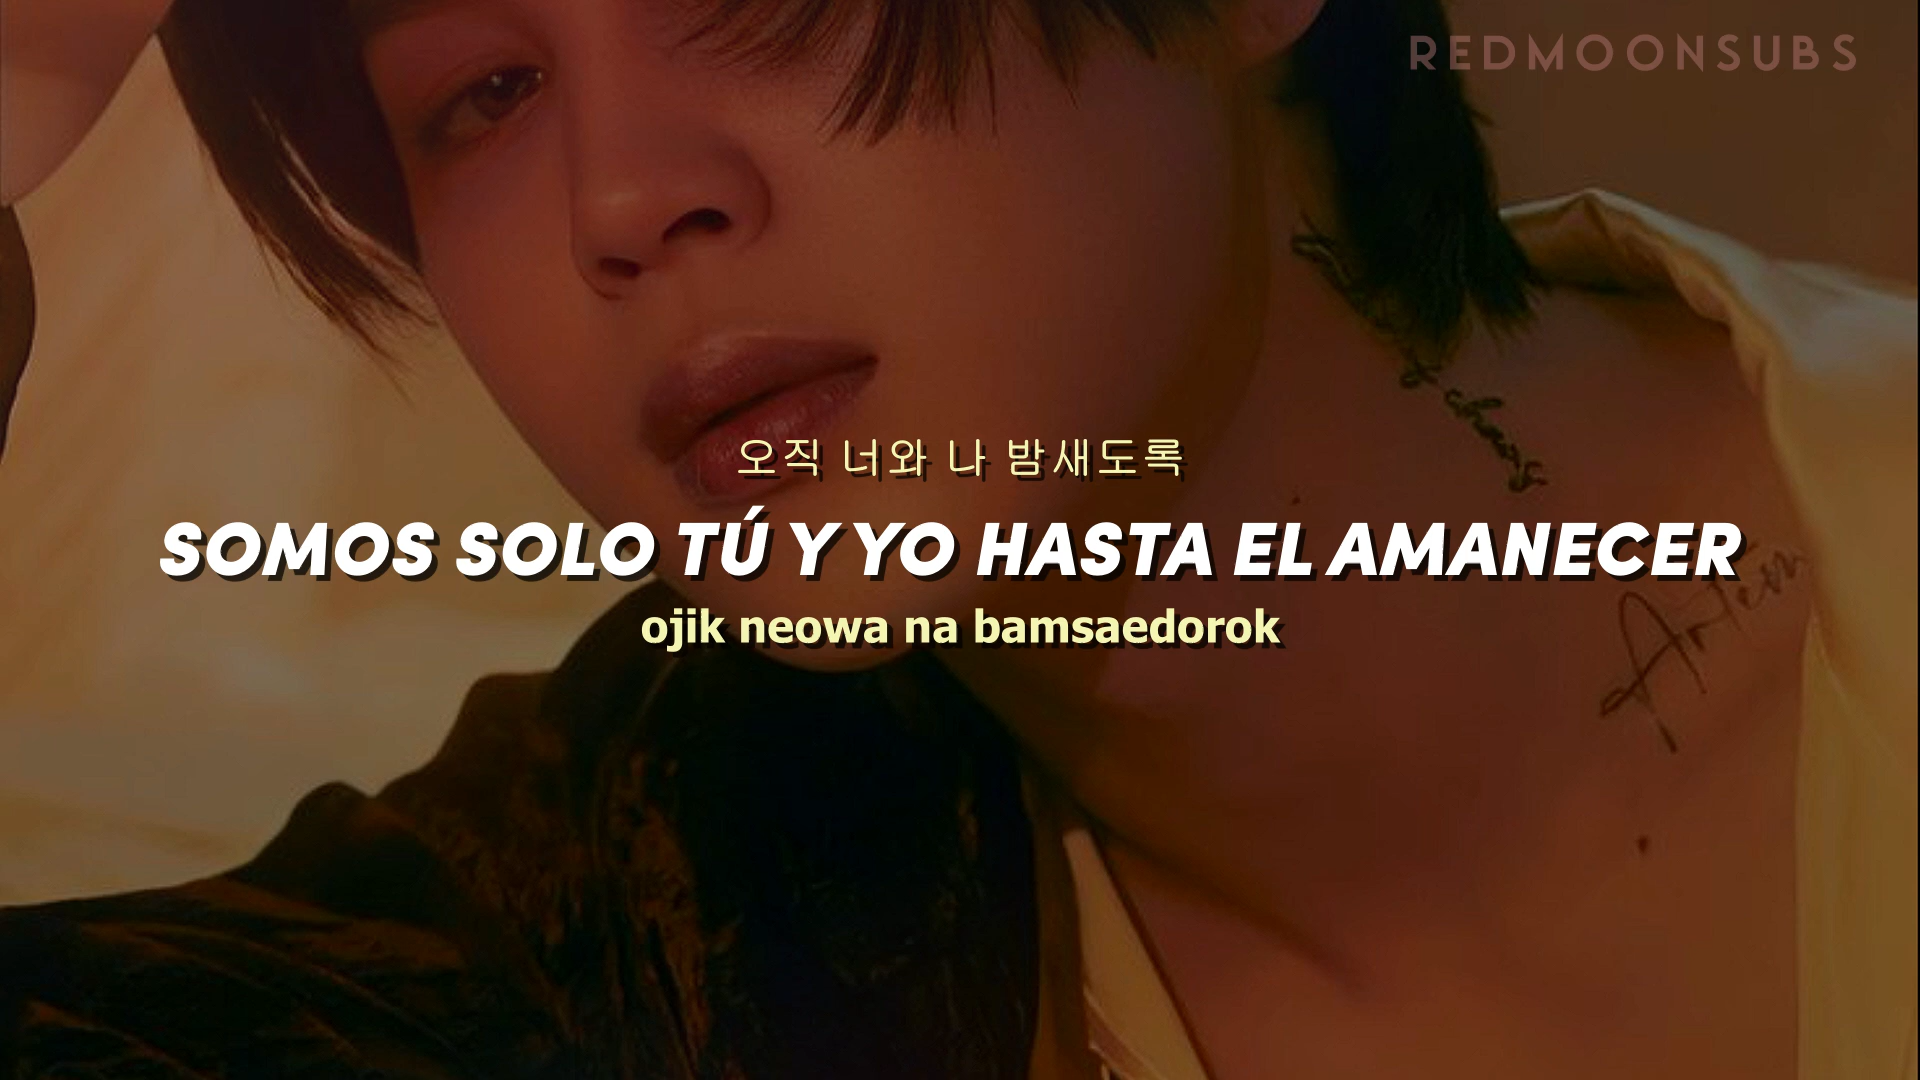 REDMOONSUBS
오직 너와 나 밤새도록
SOMOS SOLO TÚ Y YO HASTA EL AMANECER
ojik neowa na bamsaedorok